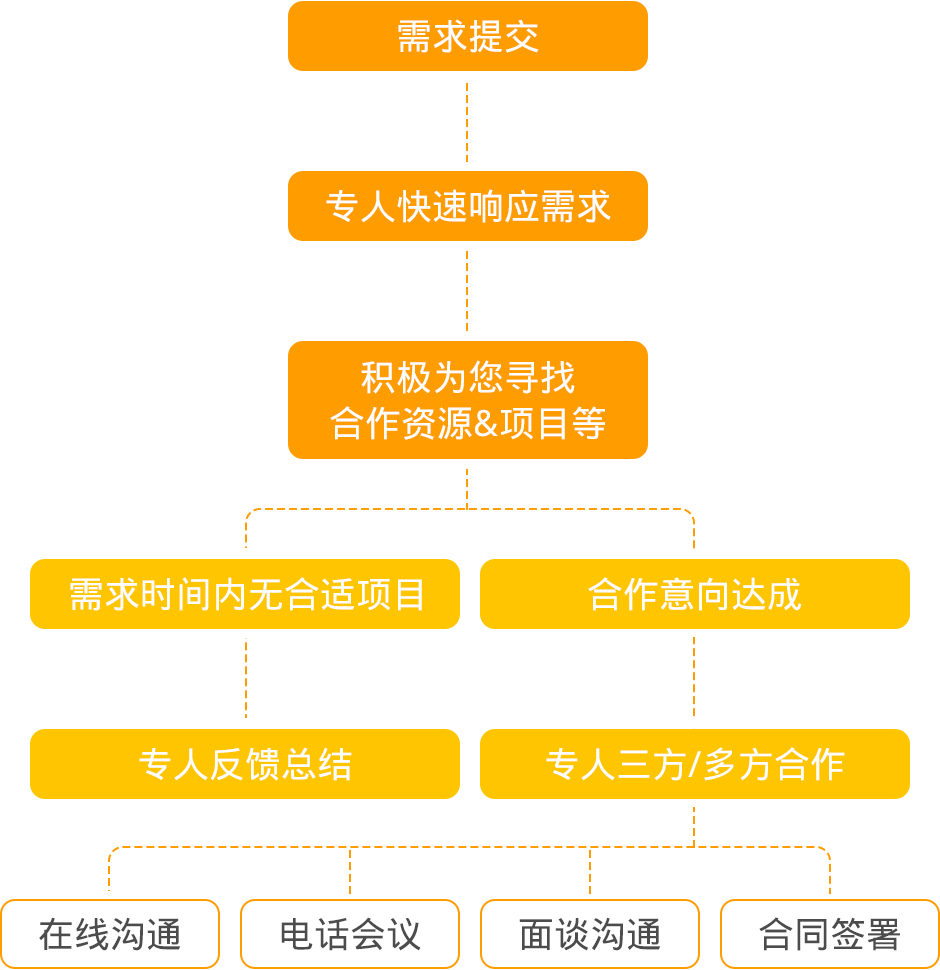 需求提交
专人快速响应需求
积极为您寻找
合作资源&项目等
需求时间内无合适项目
合作意向达成
专人反馈总结
专人三方/多方合作
在线沟通
电话会议
面谈沟通
合同签署